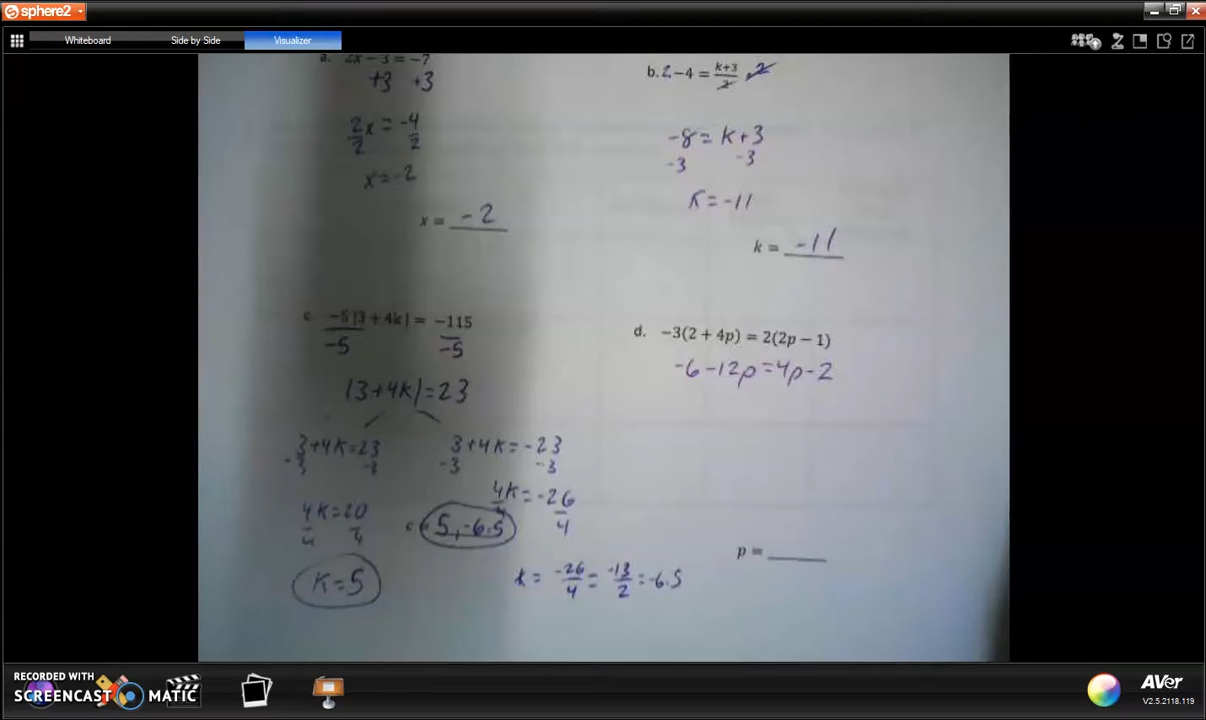 sphere2
Whiteboard Side by Side Visualizer
a. 2x − 3 = −7
+3 +3
2x = -4
2 2
x = -2
x = -2
b. 2 −4 = k+3/2 · 2
-8 = k+3
-3 -3
K = -11
k = -11
c. −5|3 + 4k| = −115
-5 -5
|3+4K| = 23
3+4K=23 3+4K=-23
-3 -3 -3 -3
4K=20 4K=-26
4 4 4 4
K=5
5, -6.5
k = -26/4 = -13/2 = -6.5
d. −3(2 + 4p) = 2(2p − 1)
-6-12p=4p-2
p =
RECORDED WITH
SCREENCAST MATIC
AVer
V2.5.2118.119